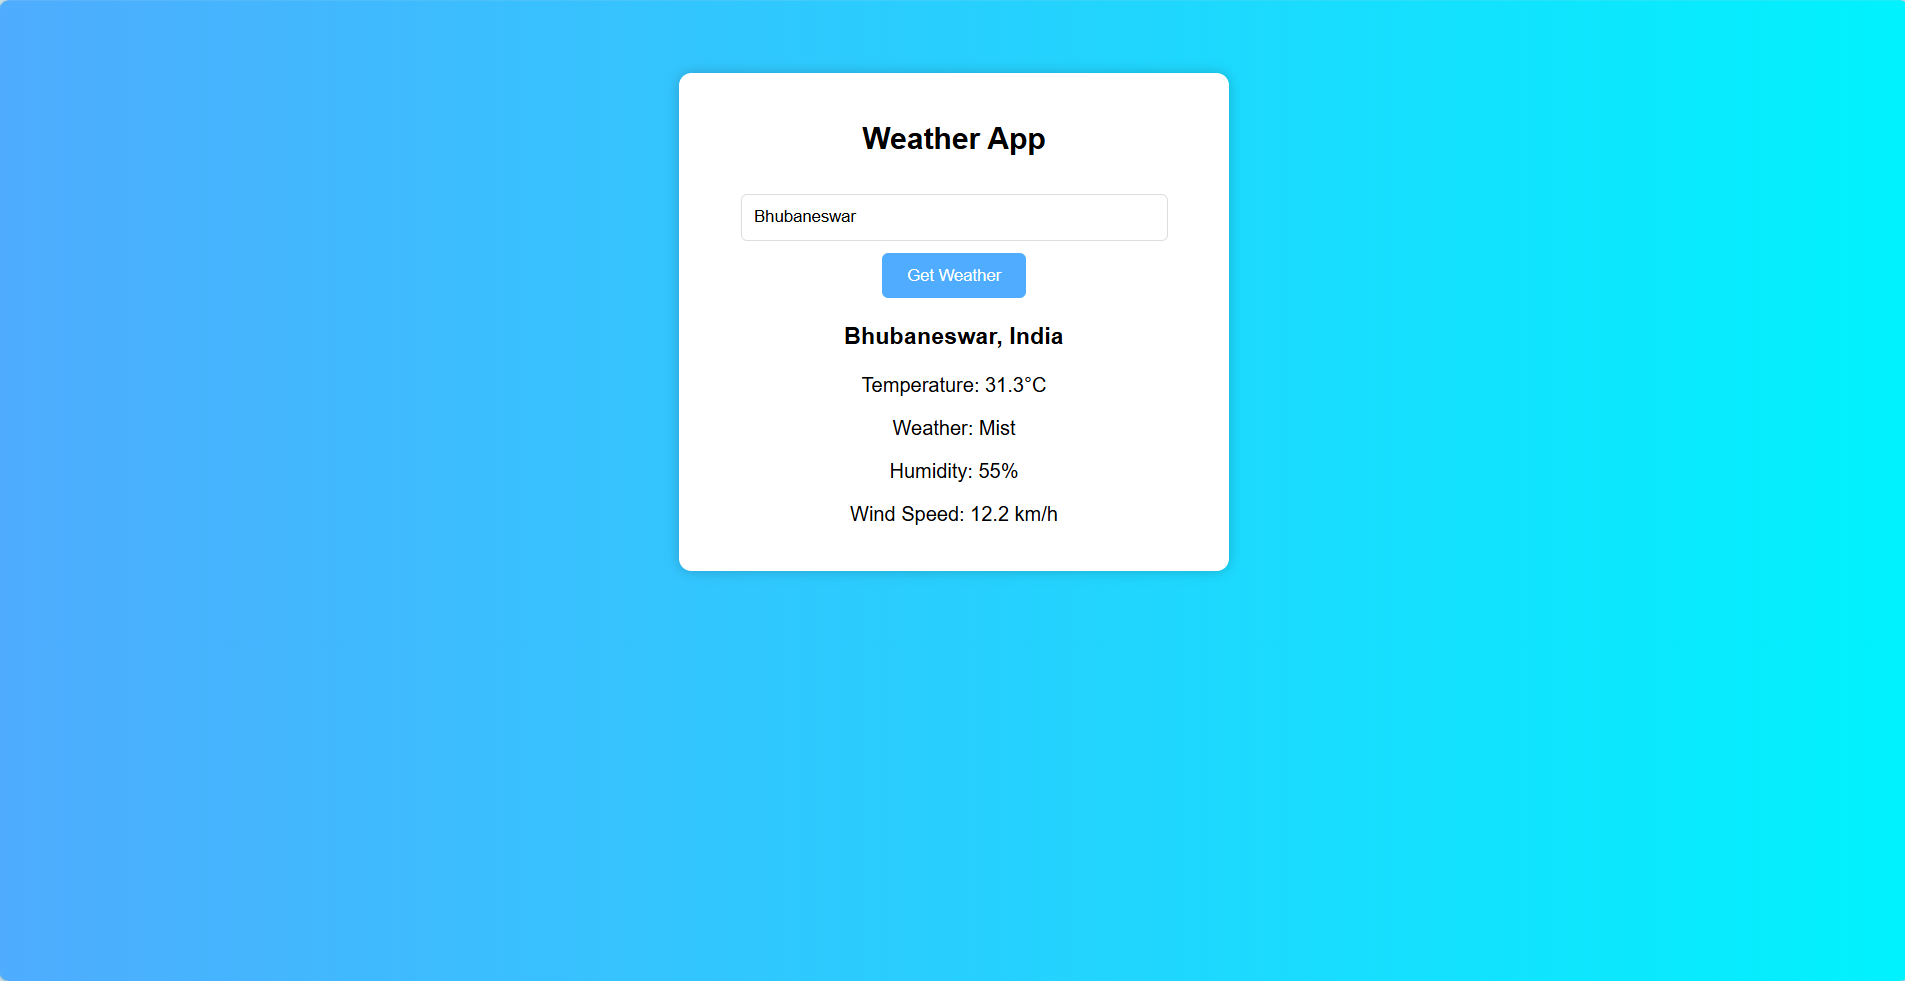 Weather App
Bhubaneswar
Get Weather
Bhubaneswar, India
Temperature: 31.3°C
Weather: Mist
Humidity: 55%
Wind Speed: 12.2 km/h